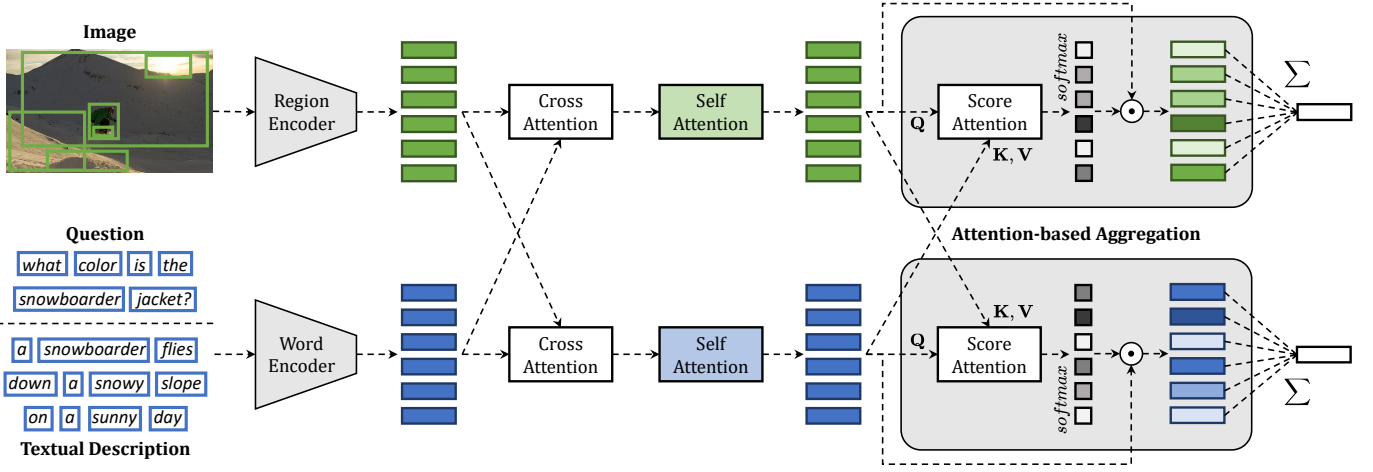 Image
Region
Encoder
Cross
Attention
Self
Attention
Q
Score
Attention
K, V
softmax
Σ
Attention-based Aggregation
Question
what color is the
snowboarder jacket?
a snowboarder flies
down a snowy slope
on a sunny day
Textual Description
Word
Encoder
Cross
Attention
Self
Attention
Q
K, V
Score
Attention
softmax
Σ